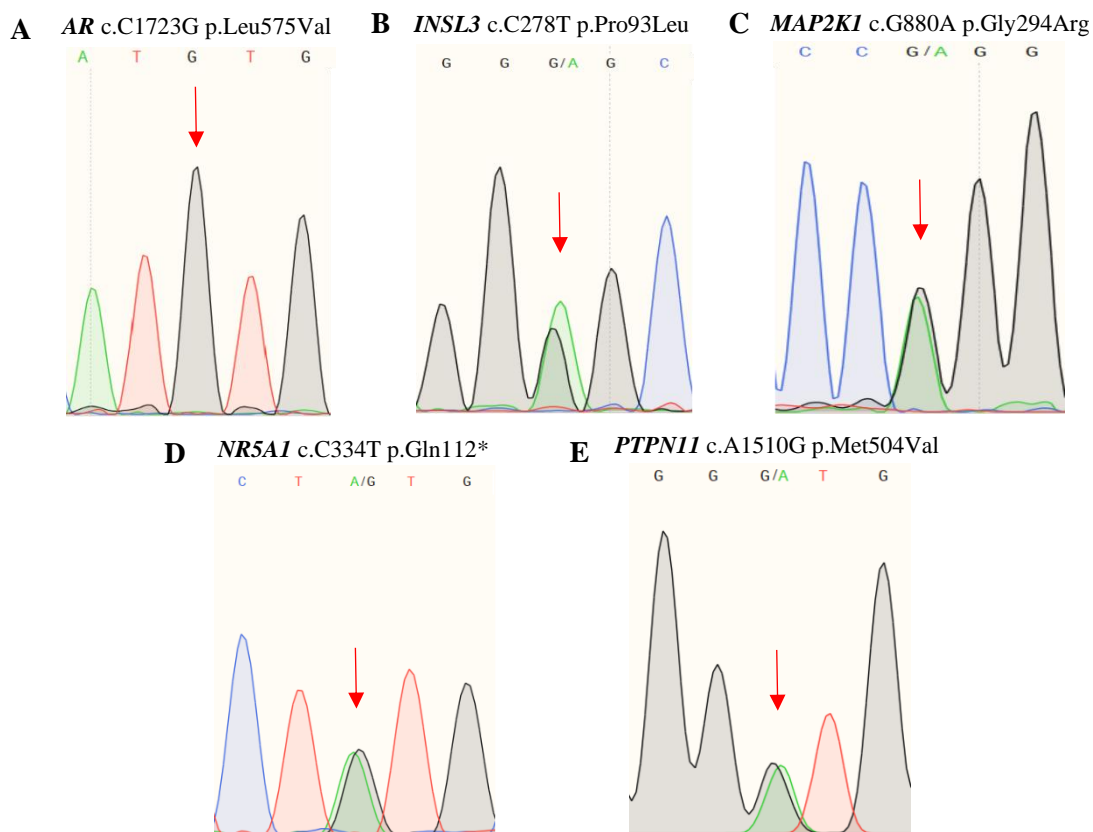 A AR c.C1723G p.Leu575Val
A T G T G
B INSL3 c.C278T p.Pro93Leu
G G G/A G C
C MAP2K1 c.G880A p.Gly294Arg
C C G/A G G
D NR5A1 c.C334T p.Gln112*
C T A/G T G
E PTPN11 c.A1510G p.Met504Val
G G G/A T G